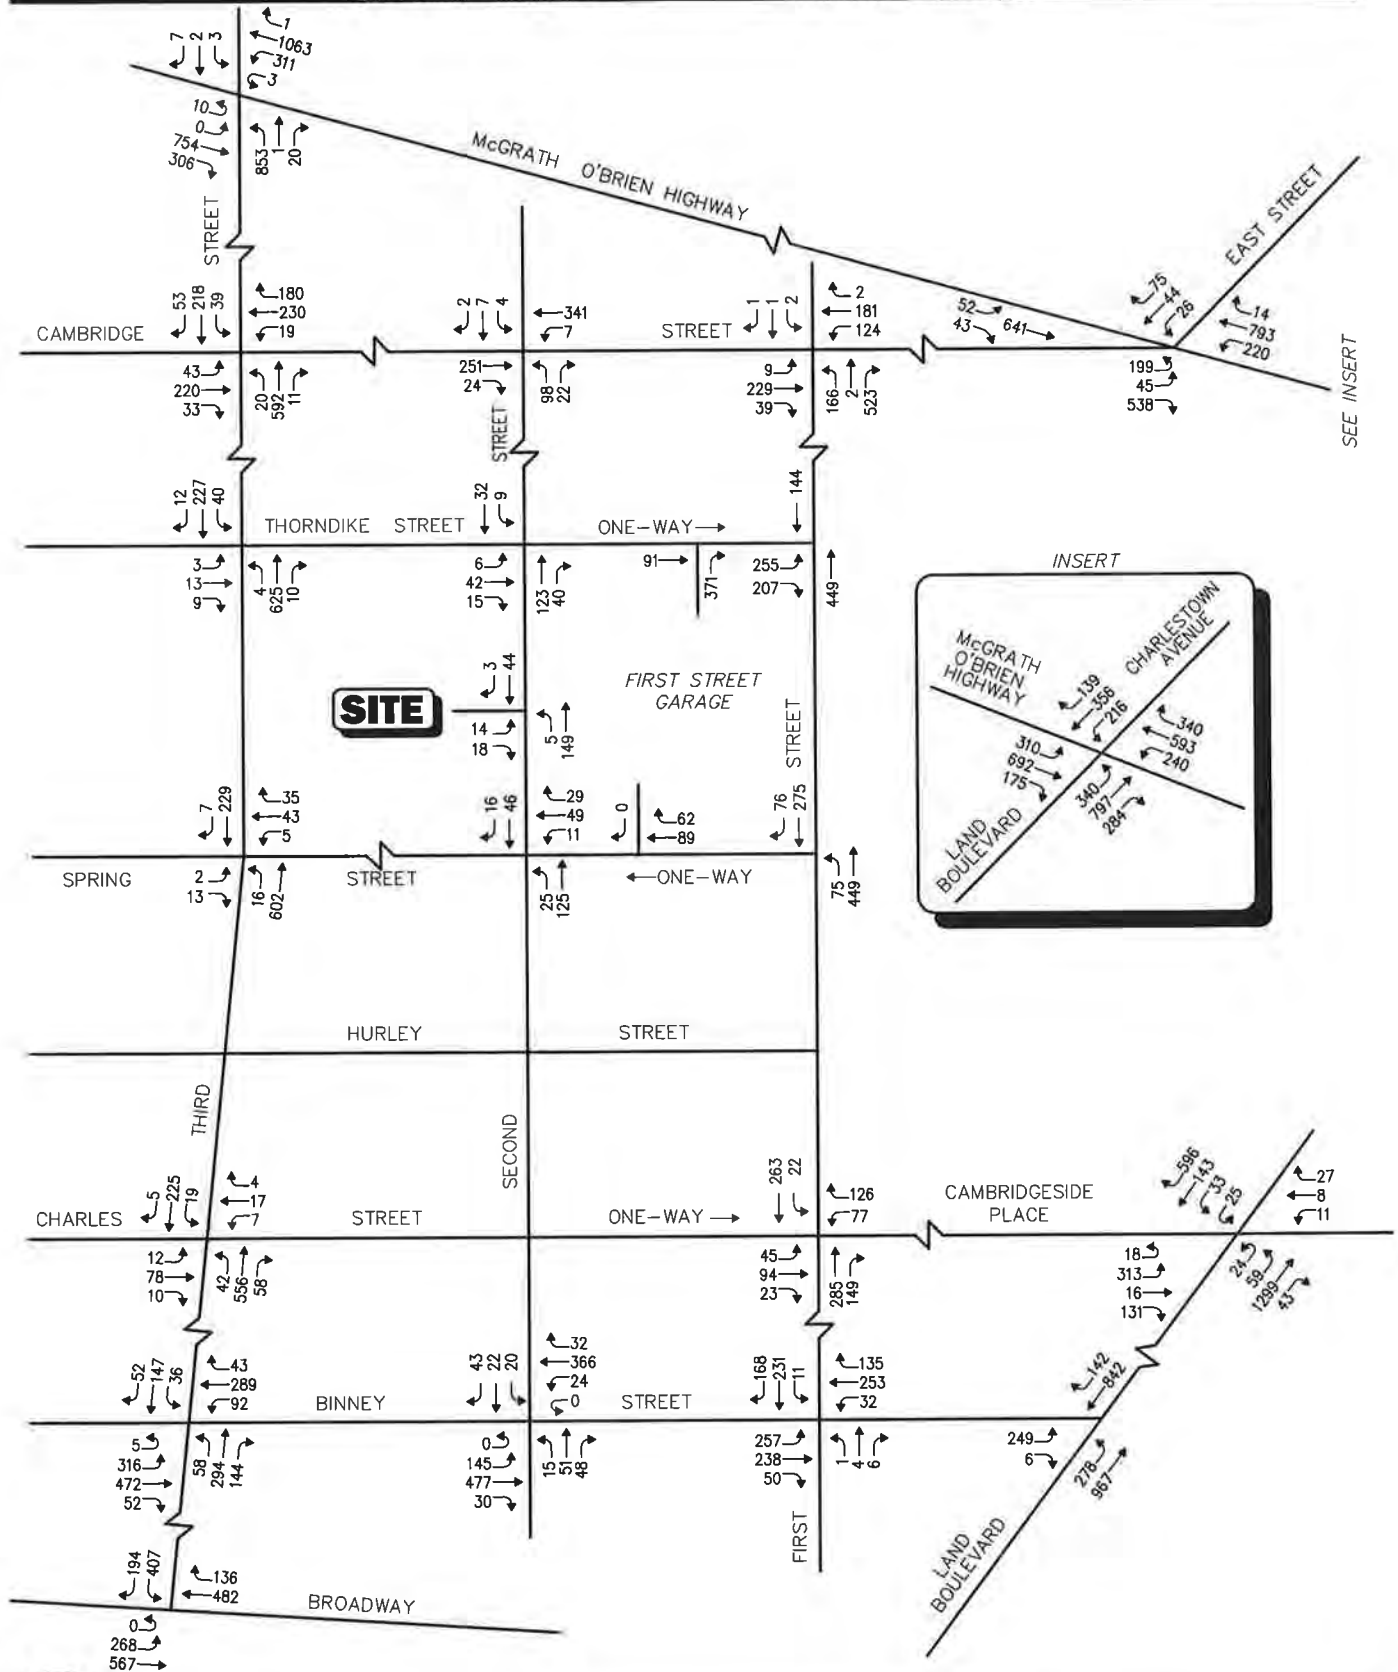 1
1063
311
3
7 2 3
10
0
754
306
853 1 20
McGRATH O'BRIEN HIGHWAY
STREET
EAST STREET
SEE INSERT
75
44
26
14
793
220
52
43
641
199
45
538
CAMBRIDGE
STREET
53 218 39
180
230
19
43
220
33
20 592 11
2 7 4
341
7
251
24
98 22
1 1 2
2
181
124
9
229
39
166 2 523
STREET
THORNDIKE STREET
ONE-WAY
12 227 40
3
13
9
4 625 10
32 9
6
42
15
123 40
91
371
144
255
207
449
SITE
3 44
14
18
5 149
FIRST STREET
GARAGE
STREET
INSERT
McGRATH
O'BRIEN
HIGHWAY
CHARLESTOWN
AVENUE
139
356
216
340
593
240
310
692
175
340
797
284
LAND
BOULEVARD
7 229
35
43
5
2
13
16 602
SPRING
STREET
ONE-WAY
16 46
29
49
11
25 125
0
62
89
76 275
75 449
HURLEY
STREET
THIRD
SECOND
CHARLES
STREET
ONE-WAY
CAMBRIDGESIDE
PLACE
5 225 19
4
17
7
12
78
10
42 556 58
263 22
126
77
45
94
23
285 149
596
143
33
25
27
8
11
18
313
16
131
24
59
1299
43
BINNEY
STREET
52 147 36
43
289
92
5
316
472
52
58 294 144
43 22 20
32
366
24
0
0
145
477
30
15 51 48
168 231 11
135
253
32
257
238
50
1 4 6
142
842
249
6
278
967
FIRST
LAND
BOULEVARD
194 407
136
482
BROADWAY
0
268
567